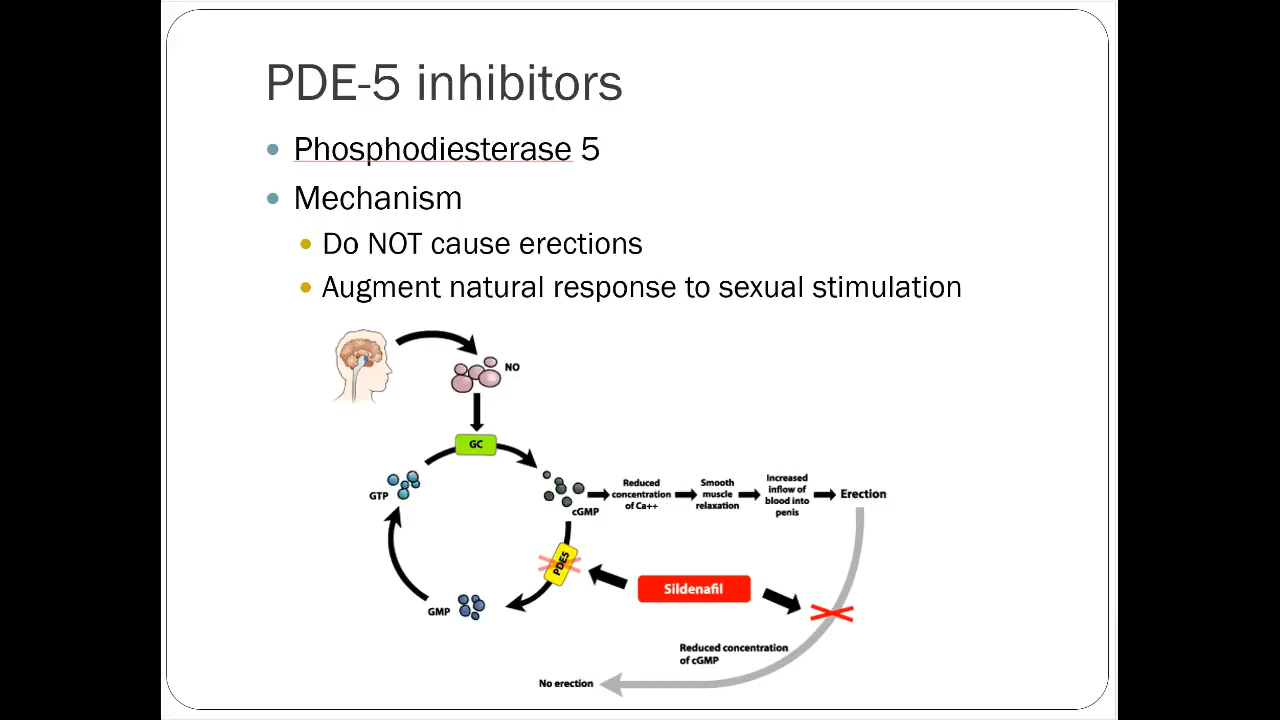 PDE-5 inhibitors
Phosphodiesterase 5
Mechanism
Do NOT cause erections
Augment natural response to sexual stimulation
NO
GC
GTP
cGMP
Reduced
concentration
of Ca++
Smooth
muscle
relaxation
Increased
inflow of
blood into
penis
Erection
PDE5
Sildenafil
GMP
Reduced concentration
of cGMP
No erection